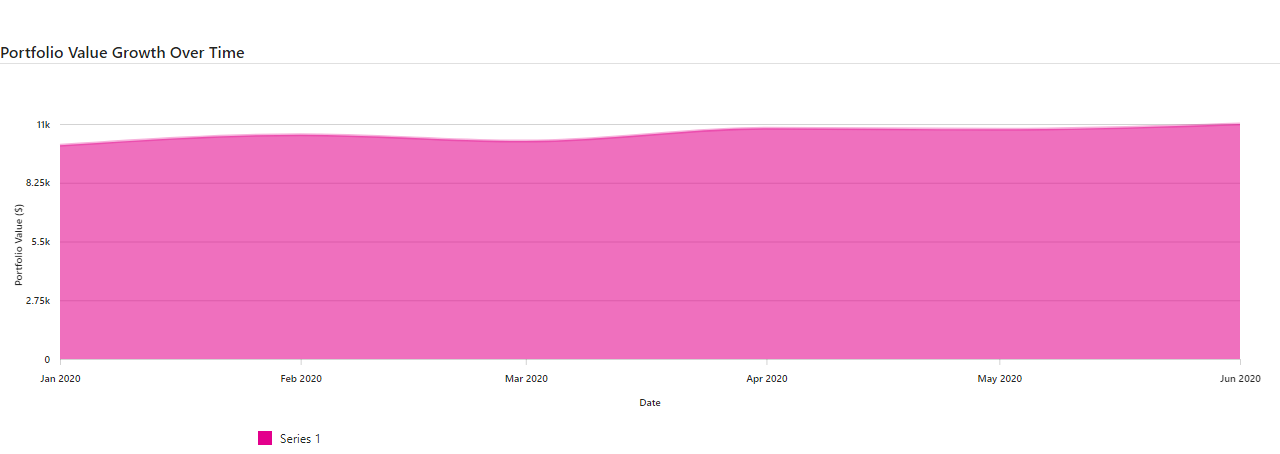 Portfolio Value Growth Over Time
11k
8.25k
5.5k
2.75k
0
Portfolio Value ($)
Jan 2020 Feb 2020 Mar 2020 Apr 2020 May 2020 Jun 2020
Date
Series 1